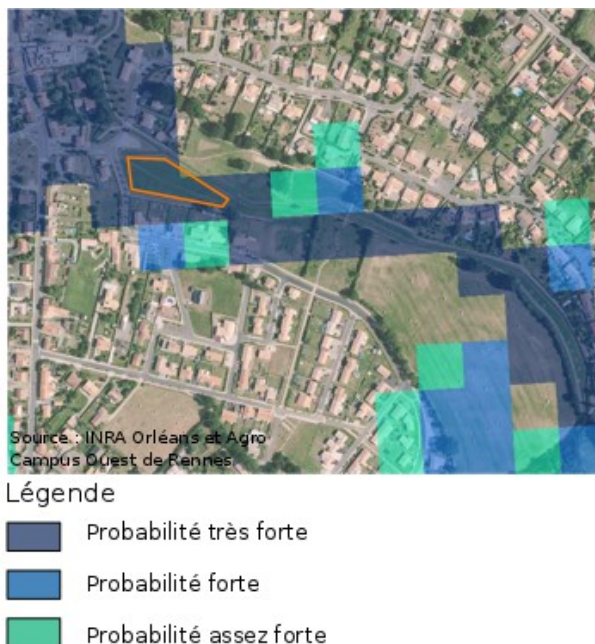 Source : INRA Orléans et Agro
Campus Ouest de Rennes
Légende
Probabilité très forte
Probabilité forte
Probabilité assez forte